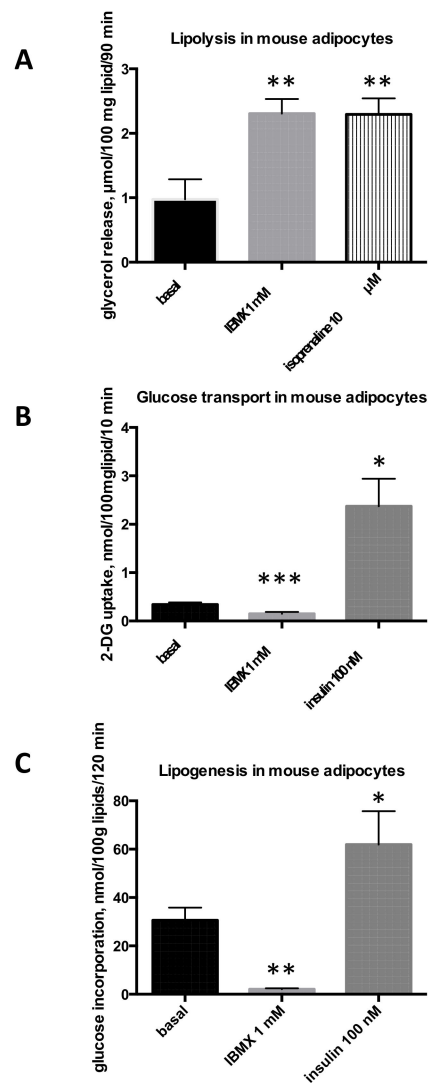 A
Lipolysis in mouse adipocytes
glycerol release, µmol/100 mg lipid/90 min
3
2
1
0
**
**
basal
IBMX 1 mM
isoprenaline 10
µM
B
Glucose transport in mouse adipocytes
2-DG uptake, nmol/100mglipid/10 min
4
3
2
1
0
***
*
basal
IBMX 1 mM
insulin 100 nM
C
Lipogenesis in mouse adipocytes
glucose incorporation, nmol/100g lipids/120 min
80
60
40
20
0
**
*
basal
IBMX 1 mM
insulin 100 nM